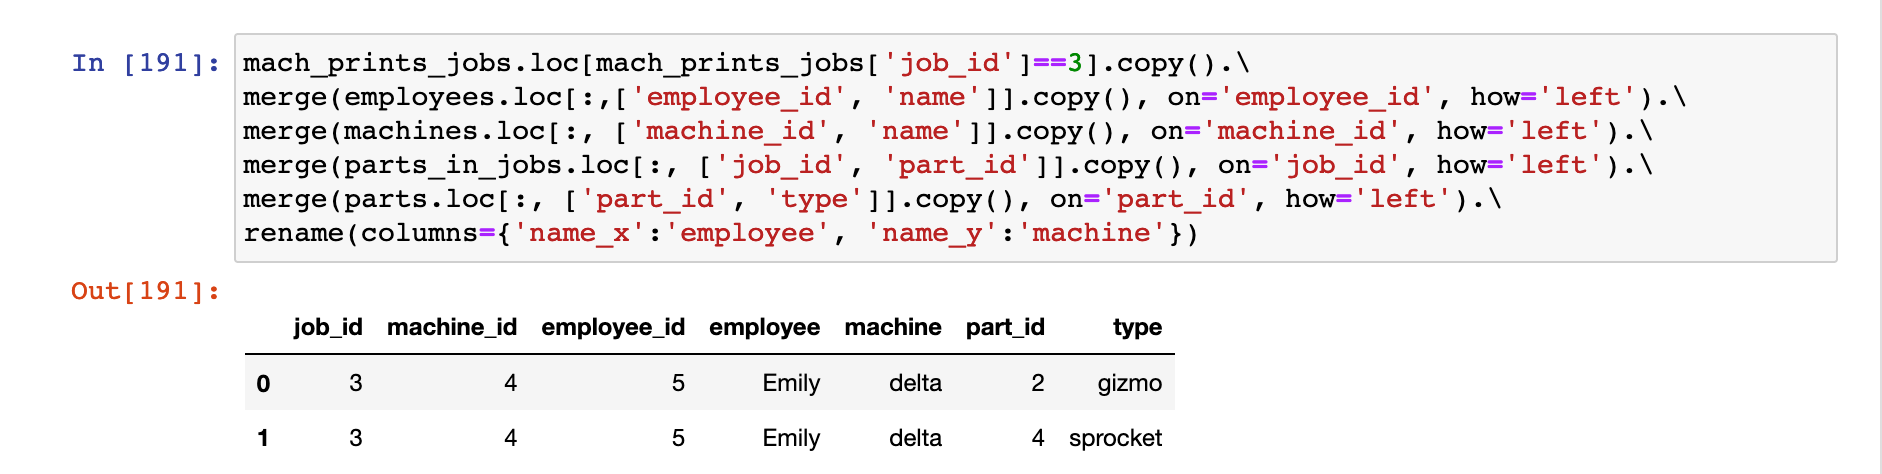 In [191]: mach_prints_jobs.loc[mach_prints_jobs['job_id']==3].copy().\
merge(employees.loc[:,['employee_id', 'name']].copy(), on='employee_id', how='left').\
merge(machines.loc[:, ['machine_id', 'name']].copy(), on='machine_id', how='left').\
merge(parts_in_jobs.loc[:, ['job_id', 'part_id']].copy(), on='job_id', how='left').\
merge(parts.loc[:, ['part_id', 'type']].copy(), on='part_id', how='left').\
rename(columns={'name_x':'employee', 'name_y':'machine'})
Out[191]:
job_id machine_id employee_id employee machine part_id type
0 3 4 5 Emily delta 2 gizmo
1 3 4 5 Emily delta 4 sprocket